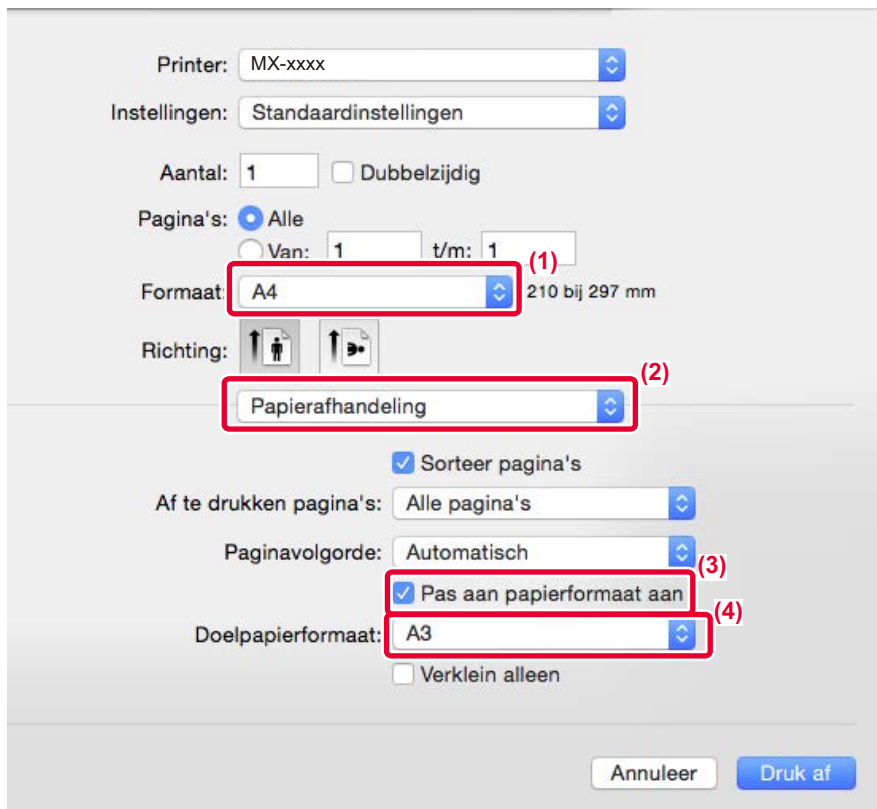 Printer: MX-xxxx
Instellingen: Standaardinstellingen
Aantal: 1 Dubbelzijdig
Pagina's: Alle
Van: 1 t/m: 1
(1)
Formaat: A4 210 bij 297 mm
Richting:
(2)
Papierafhandeling
Sorteer pagina's
Af te drukken pagina's: Alle pagina's
Paginavolgorde: Automatisch
(3)
Pas aan papierformaat aan
(4)
Doelpapierformaat: A3
Verklein alleen
Annuleer Druk af